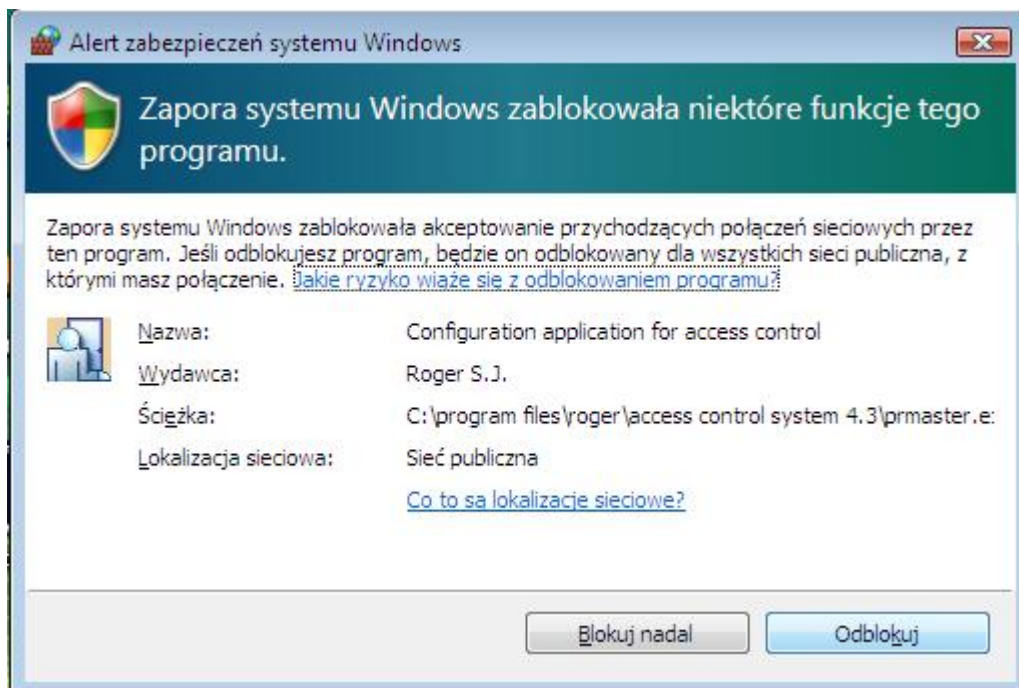 Alert zabezpieczeń systemu Windows
Zapora systemu Windows zablokowała niektóre funkcje tego
programu.
Zapora systemu Windows zablokowała akceptowanie przychodzących połączeń sieciowych przez
ten program. Jeśli odblokujesz program, będzie on odblokowany dla wszystkich sieci publiczna, z
którymi masz połączenie. Jakie ryzyko wiąże się z odblokowaniem programu?
Nazwa: Configuration application for access control
Wydawca: Roger S.J.
Ścieżka: C:\program files\roger\access control system 4.3\prmaster.e
Lokalizacja sieciowa: Sieć publiczna
Co to sa lokalizacje sieciowe?
Blokuj nadal Odblokuj